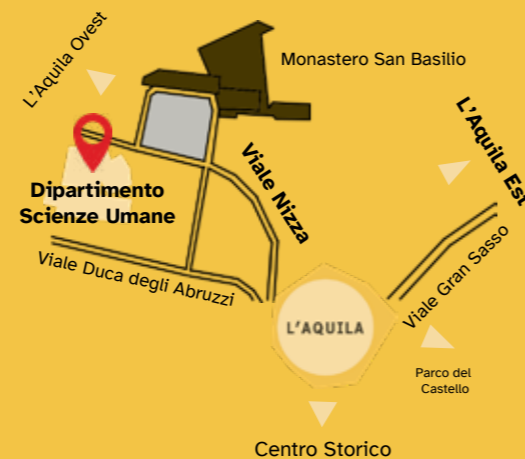 L'Aquila Ovest
Monastero San Basilio
L'Aquila Est
Viale Nizza
Dipartimento
Scienze Umane
Viale Duca degli Abruzzi
Viale Gran Sasso
L'AQUILA
Parco del
Castello
Centro Storico